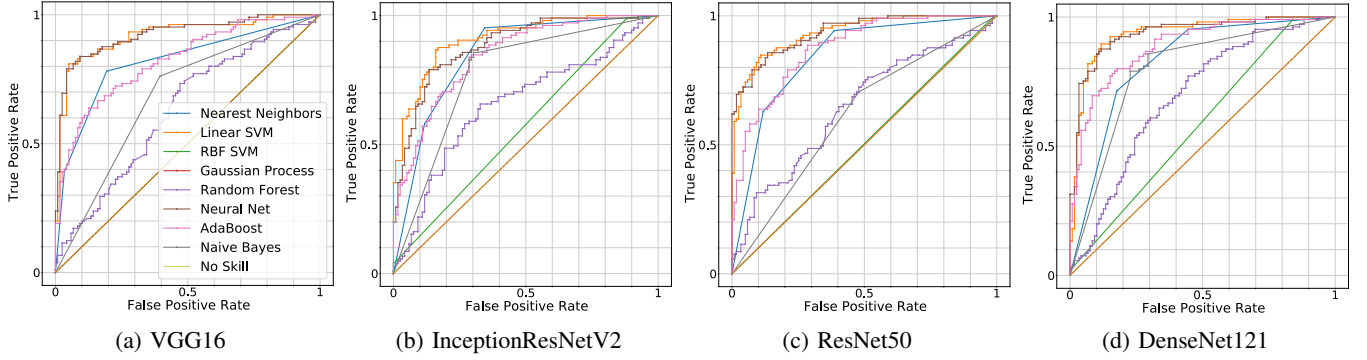 True Positive Rate
1
0.5
0
Nearest Neighbors
Linear SVM
RBF SVM
Gaussian Process
Random Forest
Neural Net
AdaBoost
Naive Bayes
No Skill
0 0.5 1
False Positive Rate
(a) VGG16
True Positive Rate
1
0.5
0
0 0.5 1
False Positive Rate
(b) InceptionResNetV2
True Positive Rate
1
0.5
0
0 0.5 1
False Positive Rate
(c) ResNet50
True Positive Rate
1
0.5
0
0 0.5 1
False Positive Rate
(d) DenseNet121